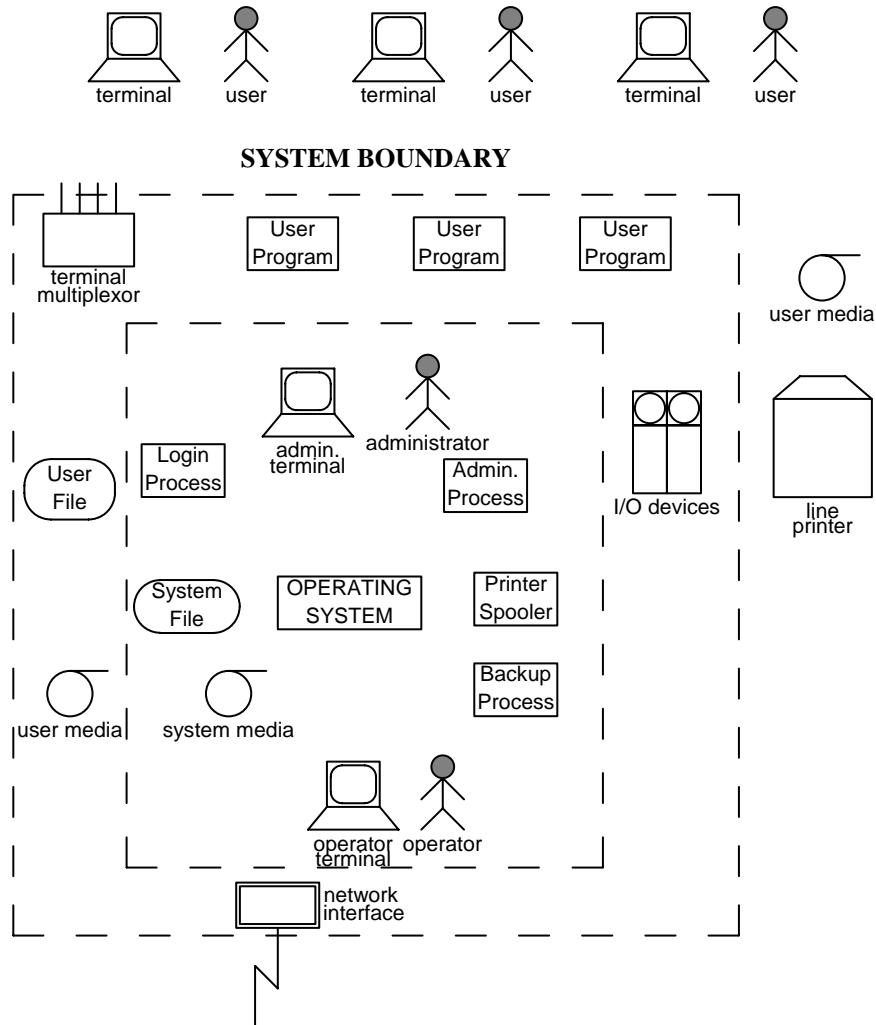 terminal
user
terminal
user
terminal
user
SYSTEM BOUNDARY
terminal
multiplexor
User
Program
User
Program
User
Program
user media
admin.
terminal
administrator
Login
Process
Admin.
Process
User
File
I/O devices
line
printer
System
File
OPERATING
SYSTEM
Printer
Spooler
user media
system media
Backup
Process
operator
terminal
operator
network
interface